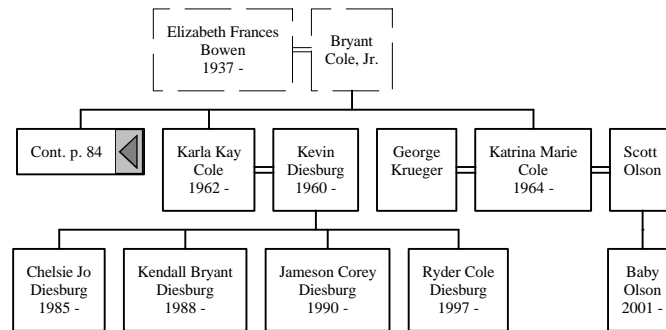 Elizabeth Frances
Bowen
1937 -
Bryant
Cole, Jr.
Cont. p. 84
Karla Kay
Cole
1962 -
Kevin
Diesburg
1960 -
George
Krueger
Katrina Marie
Cole
1964 -
Scott
Olson
Chelsie Jo
Diesburg
1985 -
Kendall Bryant
Diesburg
1988 -
Jameson Corey
Diesburg
1990 -
Ryder Cole
Diesburg
1997 -
Baby
Olson
2001 -